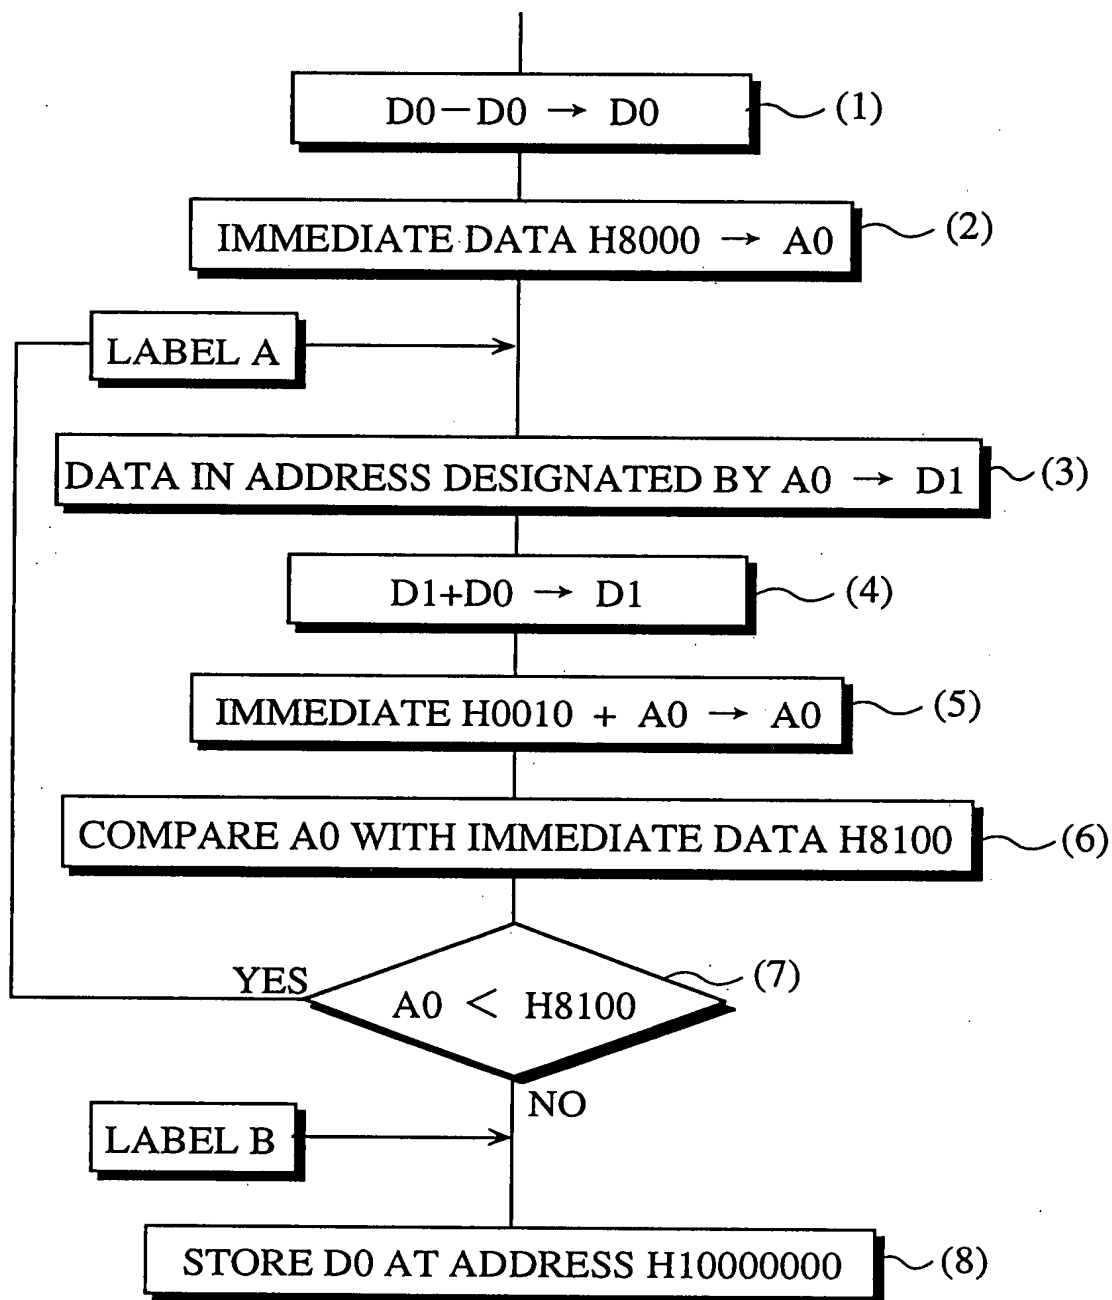 D0−D0 → D0
(1)
IMMEDIATE DATA H8000 → A0
(2)
LABEL A
DATA IN ADDRESS DESIGNATED BY A0 → D1
(3)
D1+D0 → D1
(4)
IMMEDIATE H0010 + A0 → A0
(5)
COMPARE A0 WITH IMMEDIATE DATA H8100
(6)
YES
A0 < H8100
(7)
NO
LABEL B
STORE D0 AT ADDRESS H10000000
(8)